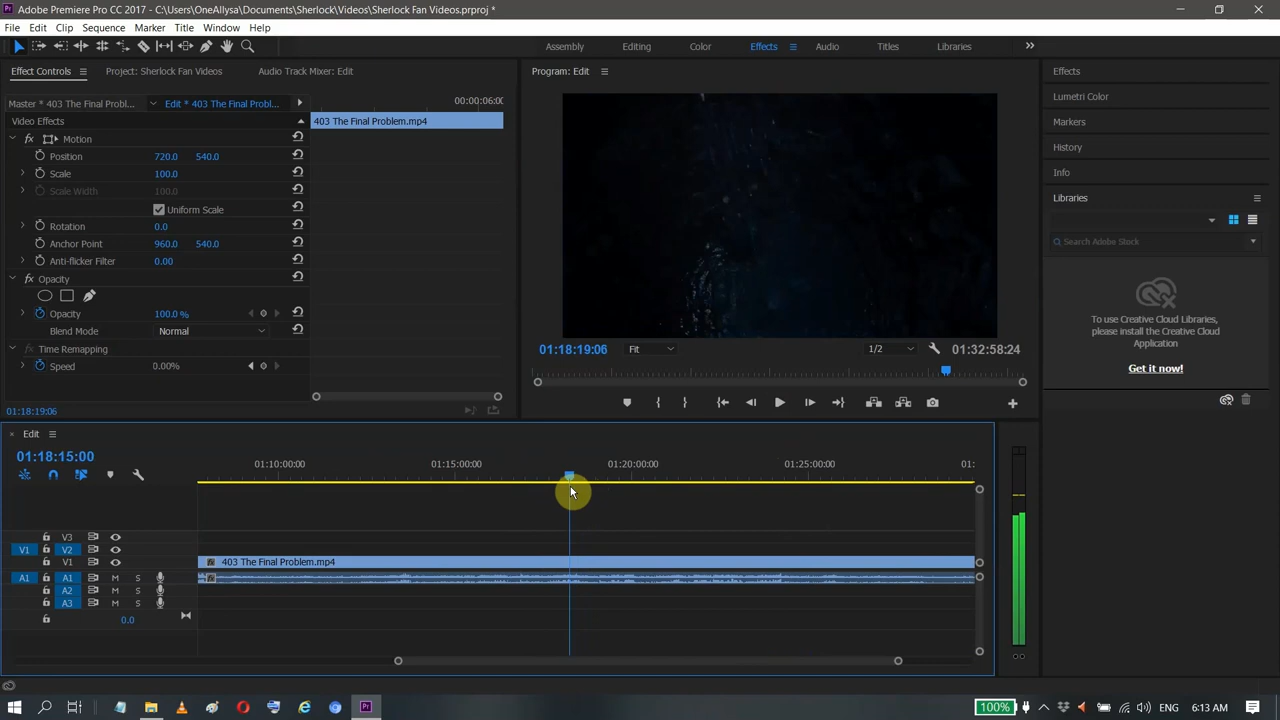 Adobe Premiere Pro CC 2017 - C:\Users\OneAllysa\Documents\Sherlock\Videos\Sherlock Fan Videos.prproj *
File Edit Clip Sequence Marker Title Window Help
Assembly Editing Color Effects Audio Titles Libraries
Effect Controls Project: Sherlock Fan Videos Audio Track Mixer: Edit
Master * 403 The Final Probl... Edit * 403 The Final Probl... 00:00:06:00
Video Effects 403 The Final Problem.mp4
fx Motion
Position 720.0 540.0
Scale 100.0
Scale Width 100.0
Uniform Scale
Rotation 0.0
Anchor Point 960.0 540.0
Anti-flicker Filter 0.00
fx Opacity
Opacity 100.0 %
Blend Mode Normal
Time Remapping
Speed 0.00%
01:18:19:06
Program: Edit
01:18:19:06 Fit 1/2 01:32:58:24
Effects
Lumetri Color
Markers
History
Info
Libraries
Search Adobe Stock
To use Creative Cloud Libraries,
please install the Creative Cloud
Application
Get it now!
Edit
01:18:15:00
01:10:00:00 01:15:00:00 01:20:00:00 01:25:00:00 01:
V3
V1 V2
V1 403 The Final Problem.mp4
A1 A1 M S
A2 M S
A3 M S
0.0
S S
100% ENG 6:13 AM